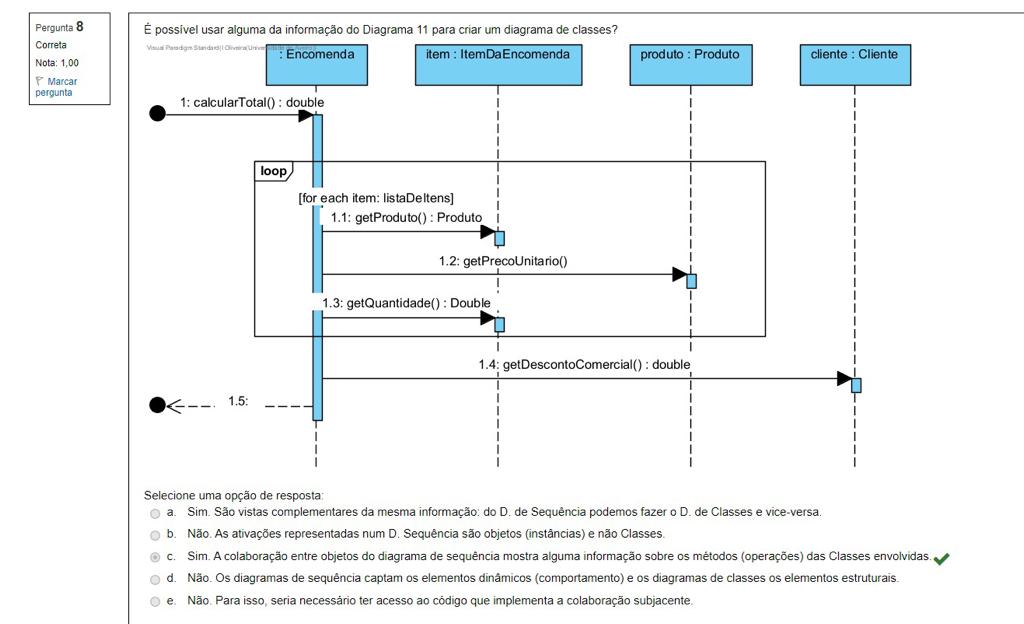 Pergunta 8
Correta
Nota: 1,00
Marcar
pergunta
É possível usar alguma da informação do Diagrama 11 para criar um diagrama de classes?
Visual Paradigm Standard(I Oliveira(Universidade de Aveiro))
: Encomenda
item : ItemDaEncomenda
produto : Produto
cliente : Cliente
1: calcularTotal() : double
loop
[for each item: listaDeItens]
1.1: getProduto() : Produto
1.2: getPrecoUnitario()
1.3: getQuantidade() : Double
1.4: getDescontoComercial() : double
1.5:
Selecione uma opção de resposta:
a. Sim. São vistas complementares da mesma informação: do D. de Sequência podemos fazer o D. de Classes e vice-versa.
b. Não. As ativações representadas num D. Sequência são objetos (instâncias) e não Classes.
c. Sim. A colaboração entre objetos do diagrama de sequência mostra alguma informação sobre os métodos (operações) das Classes envolvidas.
d. Não. Os diagramas de sequência captam os elementos dinâmicos (comportamento) e os diagramas de classes os elementos estruturais.
e. Não. Para isso, seria necessário ter acesso ao código que implementa a colaboração subjacente.